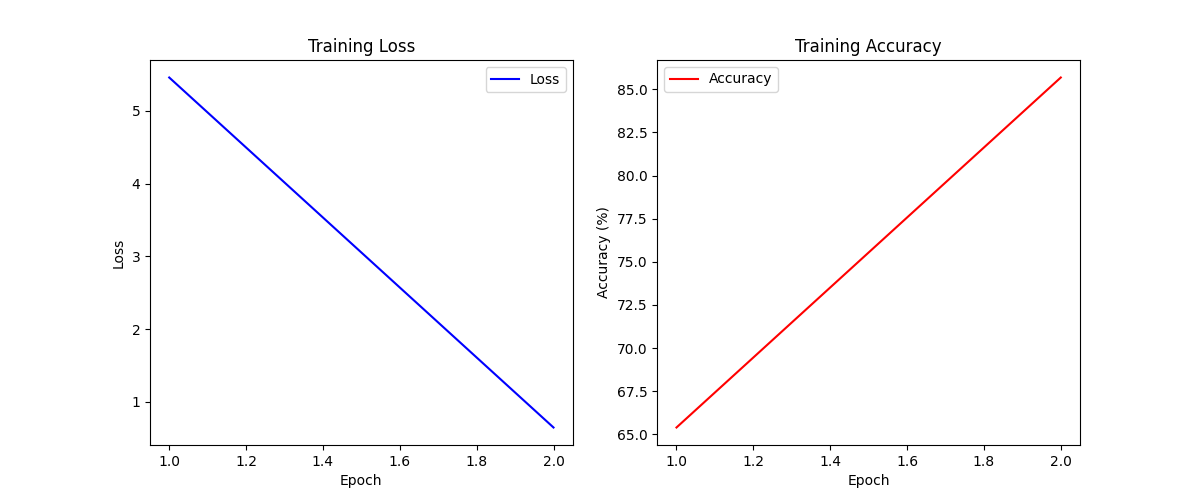 Training Loss
Loss
5
4
3
2
1
Loss
1.0 1.2 1.4 1.6 1.8 2.0
Epoch
Training Accuracy
Accuracy
85.0
82.5
80.0
77.5
75.0
72.5
70.0
67.5
65.0
Accuracy (%)
1.0 1.2 1.4 1.6 1.8 2.0
Epoch